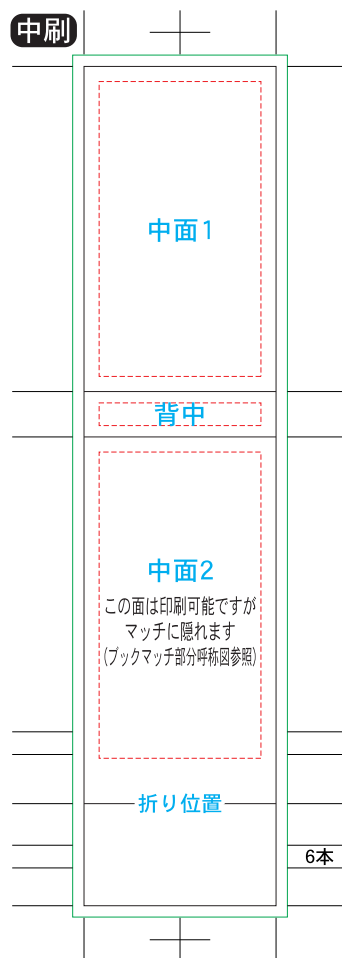 中刷
中面1
背中
中面2
この面は印刷可能ですが
マッチに隠れます
(ブックマッチ部分呼称図参照)
折り位置
6本